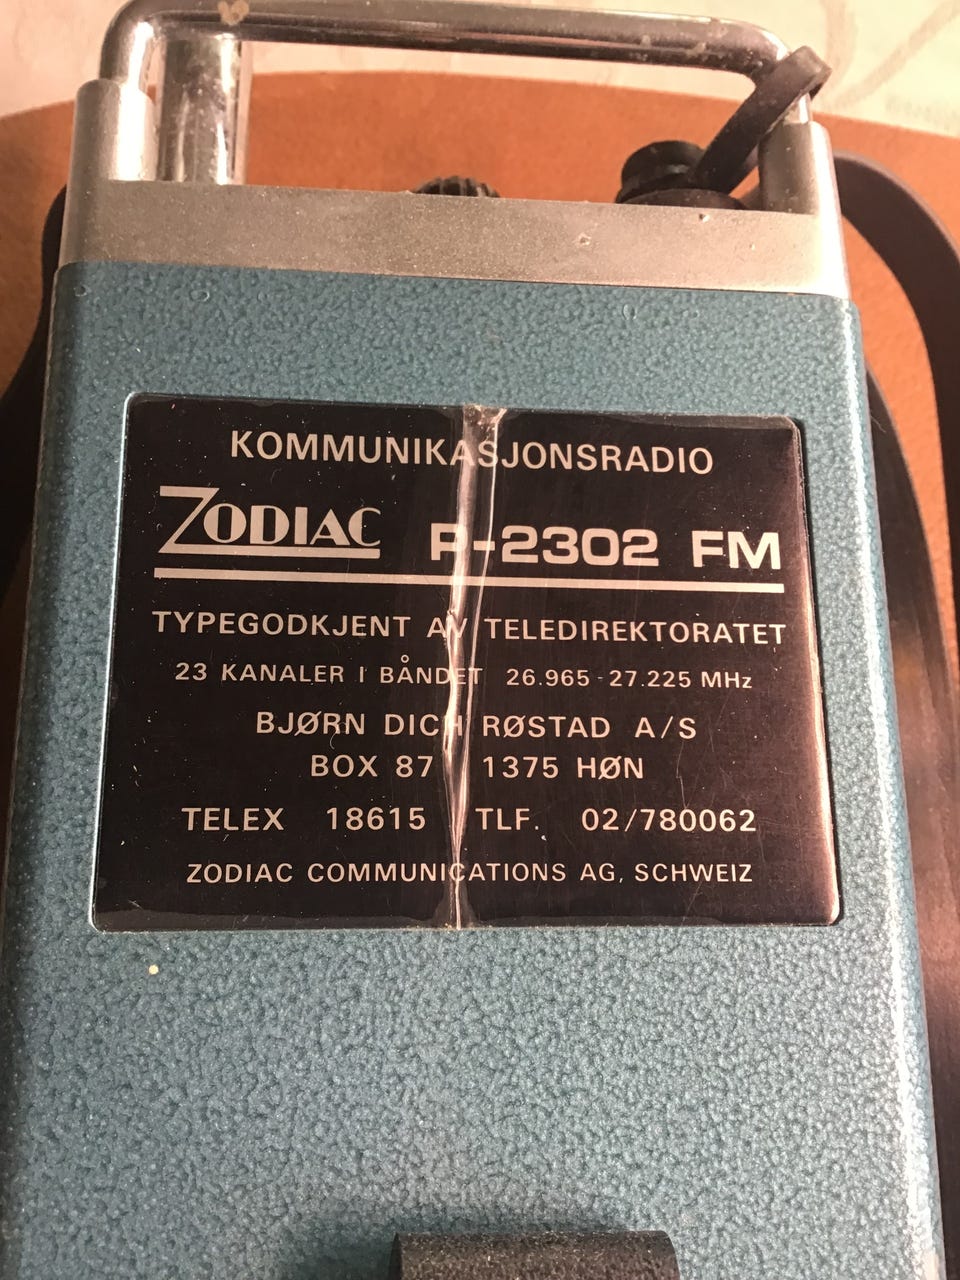 KOMMUNIKASJONSRADIO
ZODIAC P-2302 FM
TYPEGODKJENT AV TELEDIREKTORATET
23 KANALER I BÅNDET 26.965-27.225 MHz
BJØRN DICH RØSTAD A/S
BOX 87 1375 HØN
TELEX 18615 TLF. 02/780062
ZODIAC COMMUNICATIONS AG, SCHWEIZ